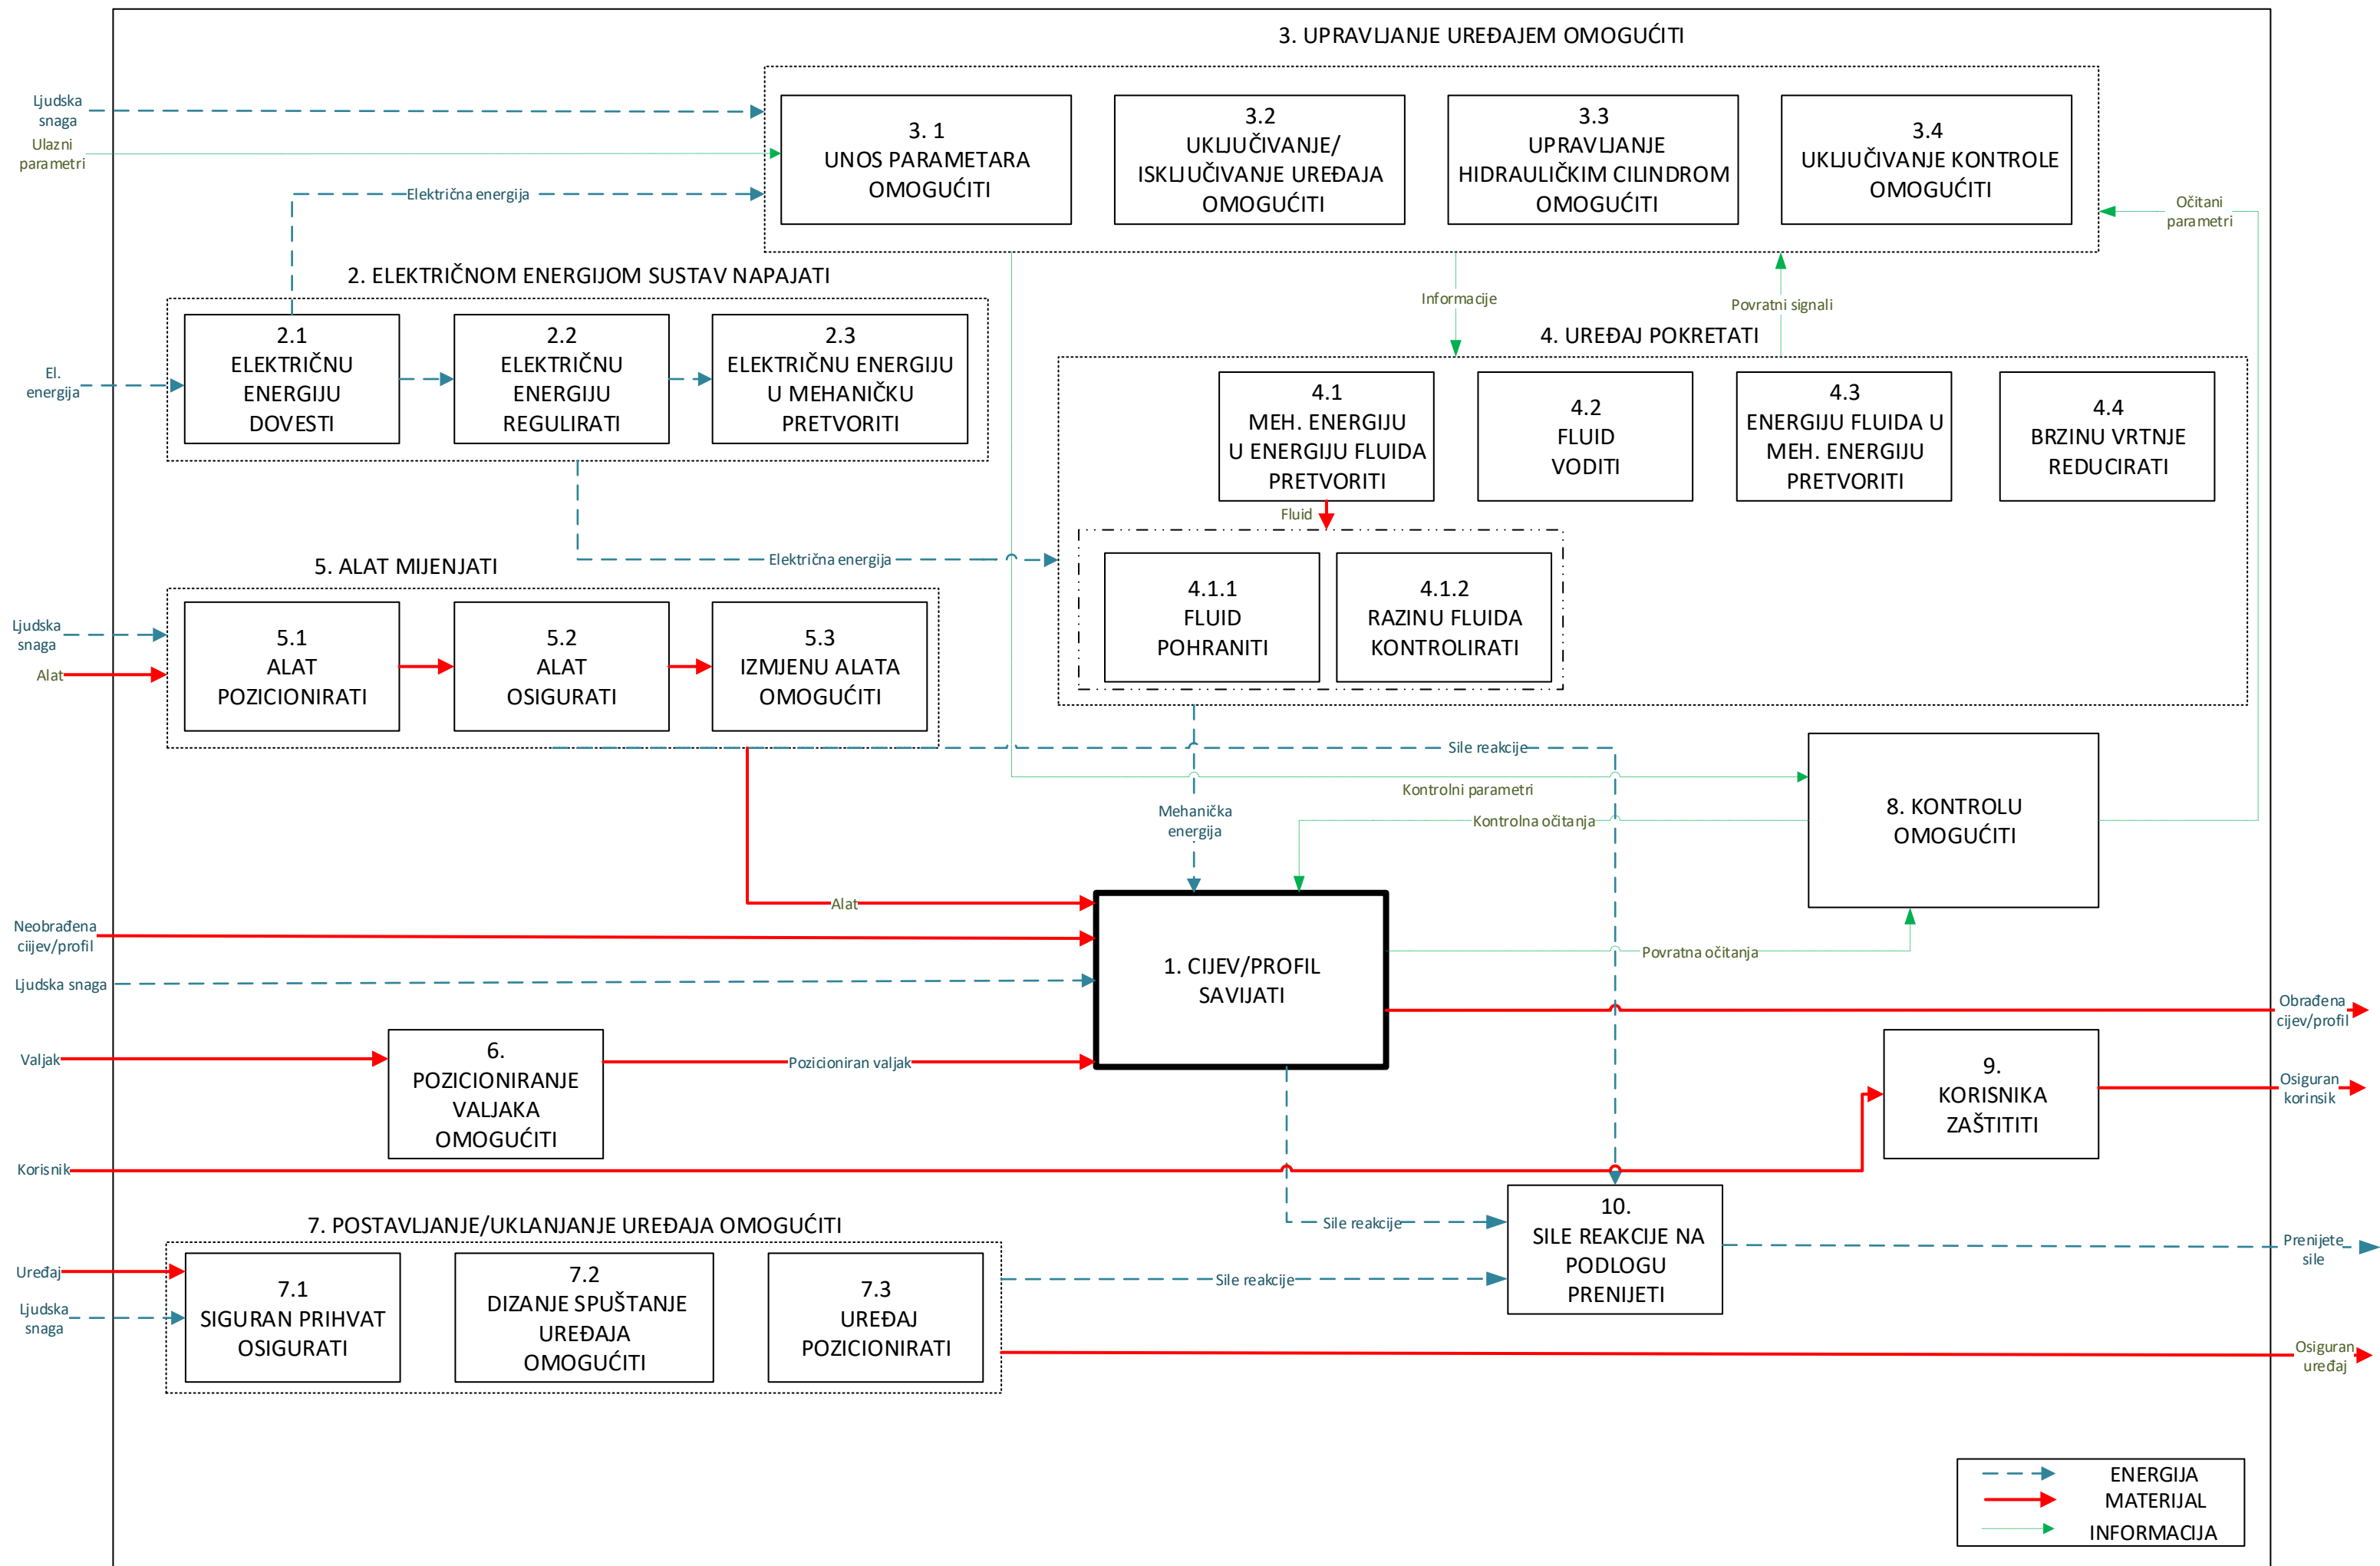 3. UPRAVLJANJE UREĐAJEM OMOGUĆITI
Ljudska
snaga
Ulazni
parametri
3. 1
UNOS PARAMETARA
OMOGUĆITI
3.2
UKLJUČIVANJE/
ISKLJUČIVANJE UREĐAJA
OMOGUĆITI
3.3
UPRAVLJANJE
HIDRAULIČKIM CILINDROM
OMOGUĆITI
3.4
UKLJUČIVANJE KONTROLE
OMOGUĆITI
Električna energija
Očitani
parametri
2. ELEKTRIČNOM ENERGIJOM SUSTAV NAPAJATI
Informacije
Povratni signali
El.
energija
2.1
ELEKTRIČNU
ENERGIJU
DOVESTI
2.2
ELEKTRIČNU
ENERGIJU
REGULIRATI
2.3
ELEKTRIČNU ENERGIJU
U MEHANIČKU
PRETVORITI
4. UREĐAJ POKRETATI
4.1
MEH. ENERGIJU
U ENERGIJU FLUIDA
PRETVORITI
4.2
FLUID
VODITI
4.3
ENERGIJU FLUIDA U
MEH. ENERGIJU
PRETVORITI
4.4
BRZINU VRTNJE
REDUCIRATI
Fluid
Električna energija
4.1.1
FLUID
POHRANITI
4.1.2
RAZINU FLUIDA
KONTROLIRATI
5. ALAT MIJENJATI
Ljudska
snaga
Alat
5.1
ALAT
POZICIONIRATI
5.2
ALAT
OSIGURATI
5.3
IZMJENU ALATA
OMOGUĆITI
Sile reakcije
Kontrolni parametri
Mehanička
energija
Kontrolna očitanja
8. KONTROLU
OMOGUĆITI
Alat
Neobrađena
ciijev/profil
Ljudska snaga
1. CIJEV/PROFIL
SAVIJATI
Povratna očitanja
Obrađena
cijev/profil
Valjak
6.
POZICIONIRANJE
VALJAKA
OMOGUĆITI
Pozicioniran valjak
9.
KORISNIKA
ZAŠTITITI
Osiguran
korinsik
Korisnik
7. POSTAVLJANJE/UKLANJANJE UREĐAJA OMOGUĆITI
Sile reakcije
10.
SILE REAKCIJE NA
PODLOGU
PRENIJETI
Prenijete
sile
Uređaj
Ljudska
snaga
7.1
SIGURAN PRIHVAT
OSIGURATI
7.2
DIZANJE SPUŠTANJE
UREĐAJA
OMOGUĆITI
7.3
UREĐAJ
POZICIONIRATI
Sile reakcije
Osiguran
uređaj
ENERGIJA
MATERIJAL
INFORMACIJA